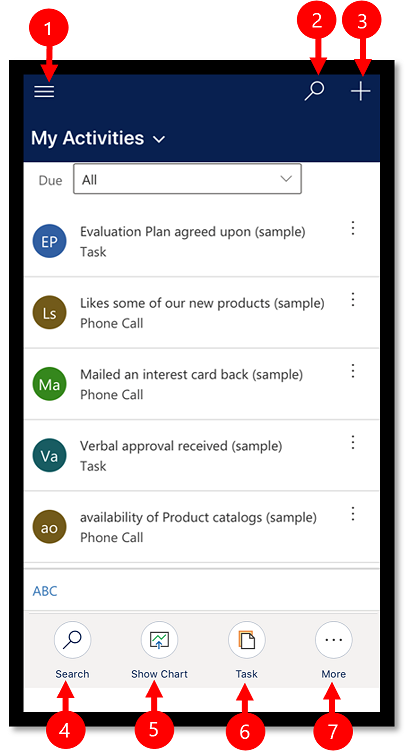 1
2
3
My Activities
Due
All
EP
Evaluation Plan agreed upon (sample)
Task
Ls
Likes some of our new products (sample)
Phone Call
Ma
Mailed an interest card back (sample)
Phone Call
Va
Verbal approval received (sample)
Task
ao
availability of Product catalogs (sample)
Phone Call
ABC
Search
Show Chart
Task
More
4
5
6
7